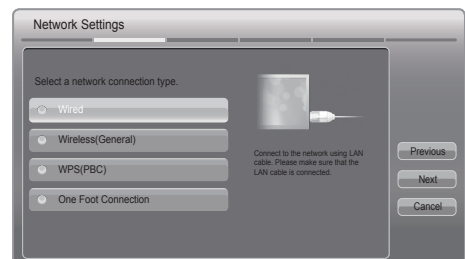 Network Settings
Select a network connection type.
Wired
Wireless(General)
WPS(PBC)
One Foot Connection
Connect to the network using LAN
cable. Please make sure that the
LAN cable is connected.
Previous
Next
Cancel